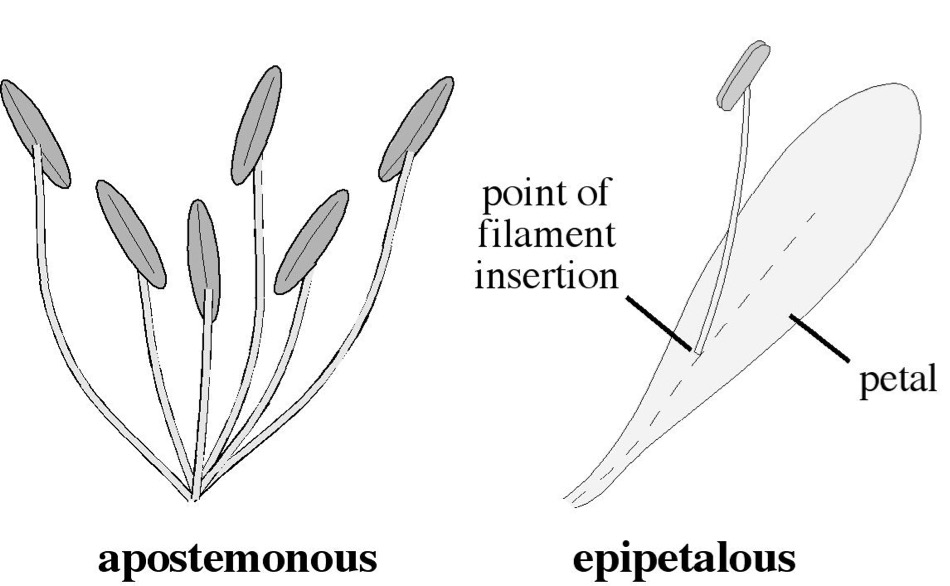 point of
filament
insertion
petal
apostemonous
epipetalous